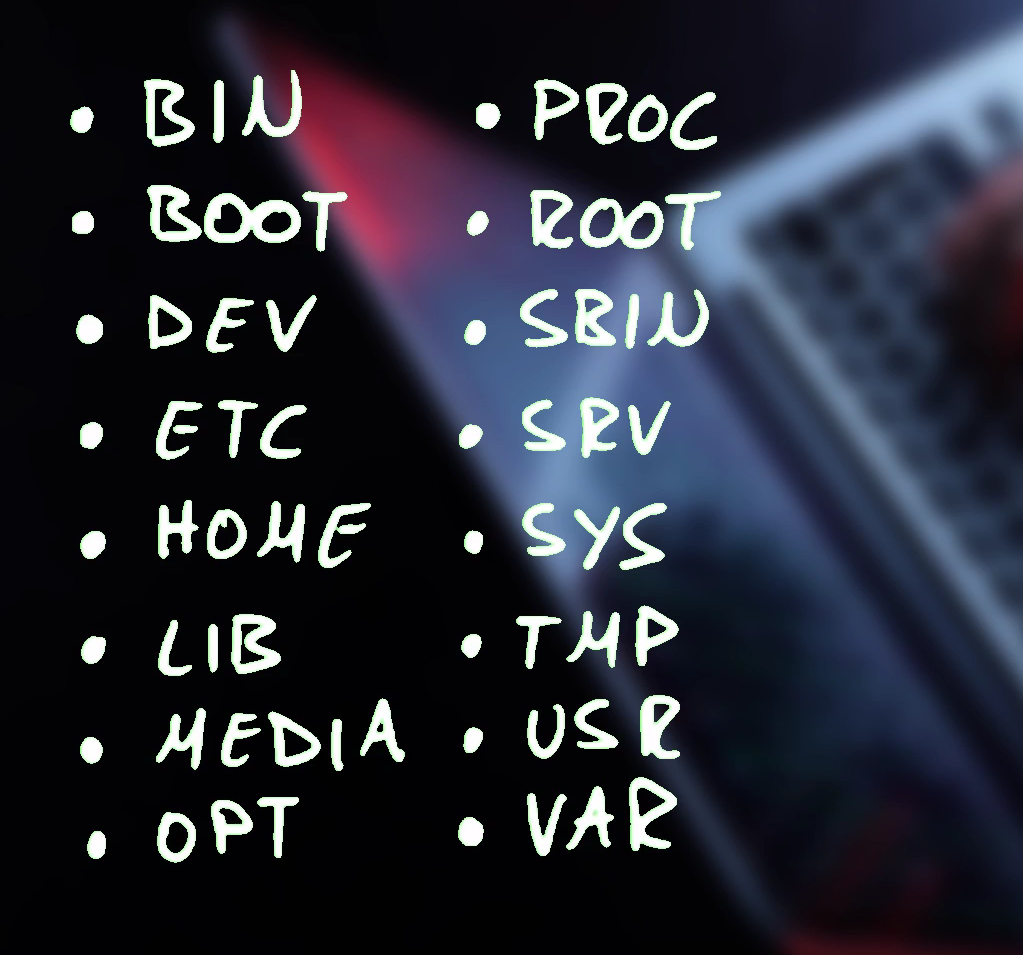 • BIN
• BOOT
• DEV
• ETC
• HOME
• LIB
• MEDIA
• OPT
• PROC
• ROOT
• SBIN
• SRV
• SYS
• TMP
• USR
• VAR